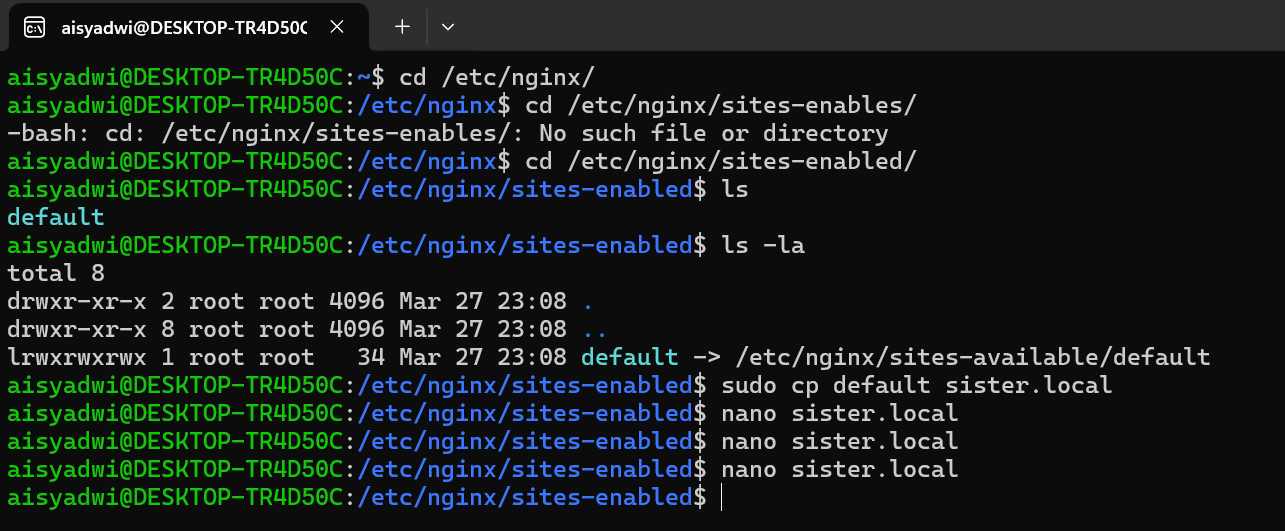 aisyadwi@DESKTOP-TR4D50C
aisyadwi@DESKTOP-TR4D50C:~$ cd /etc/nginx/
aisyadwi@DESKTOP-TR4D50C:/etc/nginx$ cd /etc/nginx/sites-enables/
-bash: cd: /etc/nginx/sites-enables/: No such file or directory
aisyadwi@DESKTOP-TR4D50C:/etc/nginx$ cd /etc/nginx/sites-enabled/
aisyadwi@DESKTOP-TR4D50C:/etc/nginx/sites-enabled$ ls
default
aisyadwi@DESKTOP-TR4D50C:/etc/nginx/sites-enabled$ ls -la
total 8
drwxr-xr-x 2 root root 4096 Mar 27 23:08 .
drwxr-xr-x 8 root root 4096 Mar 27 23:08 ..
lrwxrwxrwx 1 root root   34 Mar 27 23:08 default -> /etc/nginx/sites-available/default
aisyadwi@DESKTOP-TR4D50C:/etc/nginx/sites-enabled$ sudo cp default sister.local
aisyadwi@DESKTOP-TR4D50C:/etc/nginx/sites-enabled$ nano sister.local
aisyadwi@DESKTOP-TR4D50C:/etc/nginx/sites-enabled$ nano sister.local
aisyadwi@DESKTOP-TR4D50C:/etc/nginx/sites-enabled$ nano sister.local
aisyadwi@DESKTOP-TR4D50C:/etc/nginx/sites-enabled$